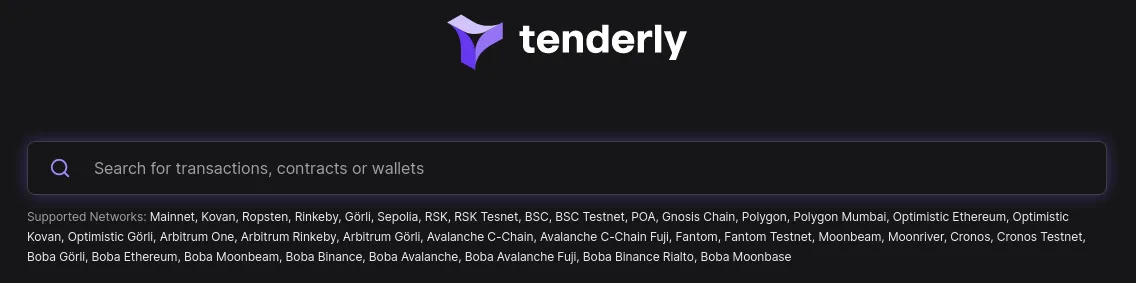 tenderly
Search for transactions, contracts or wallets
Supported Networks: Mainnet, Kovan, Ropsten, Rinkeby, Görli, Sepolia, RSK, RSK Tesnet, BSC, BSC Testnet, POA, Gnosis Chain, Polygon, Polygon Mumbai, Optimistic Ethereum, Optimistic
Kovan, Optimistic Görli, Arbitrum One, Arbitrum Rinkeby, Arbitrum Görli, Avalanche C-Chain, Avalanche C-Chain Fuji, Fantom, Fantom Testnet, Moonbeam, Moonriver, Cronos, Cronos Testnet,
Boba Görli, Boba Ethereum, Boba Moonbeam, Boba Binance, Boba Avalanche, Boba Avalanche Fuji, Boba Binance Rialto, Boba Moonbase